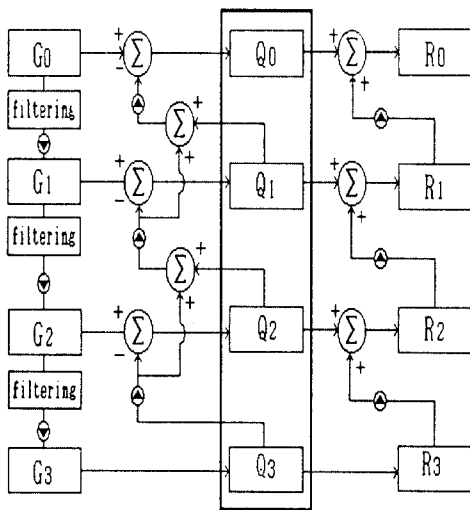 G0 + Σ − Q0 + Σ + R0
filtering
+ Σ +
G1 + Σ − Q1 + Σ + R1
filtering
+ Σ +
G2 + Σ − Q2 + Σ + R2
filtering
G3 Q3 R3